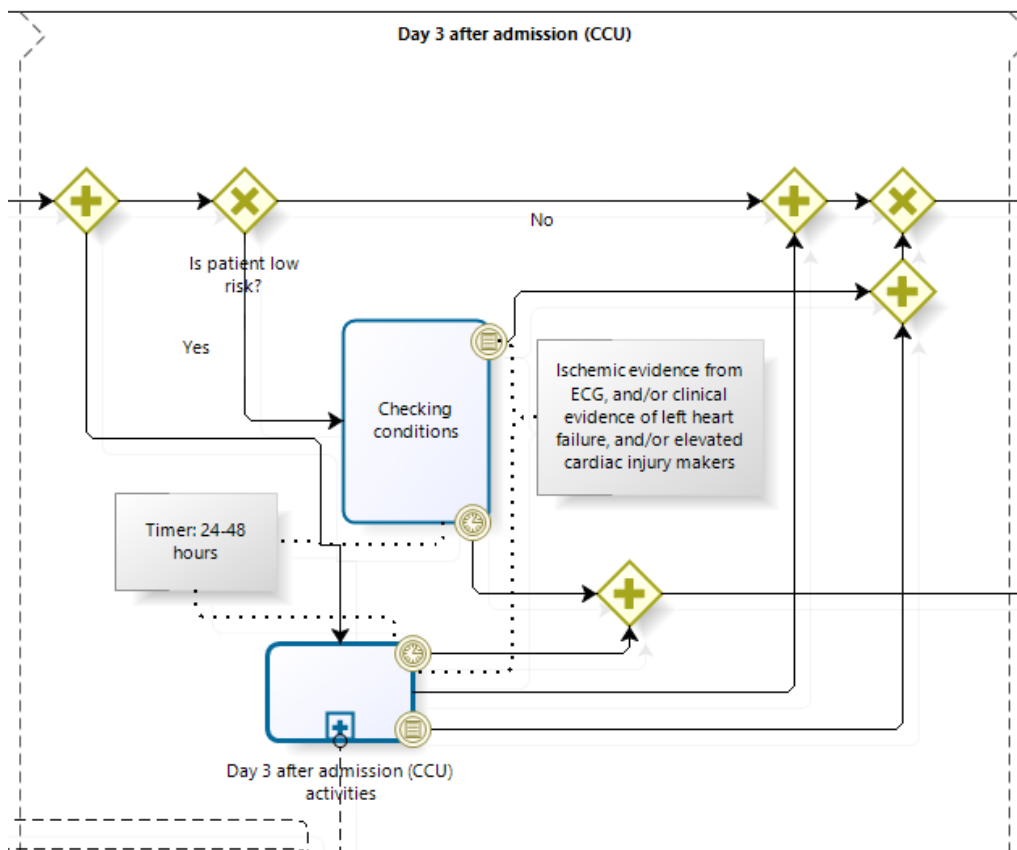 Day 3 after admission (CCU)
No
Is patient low
risk?
Yes
Checking
conditions
Ischemic evidence from
ECG, and/or clinical
evidence of left heart
failure, and/or elevated
cardiac injury makers
Timer: 24-48
hours
Day 3 after admission (CCU)
activities